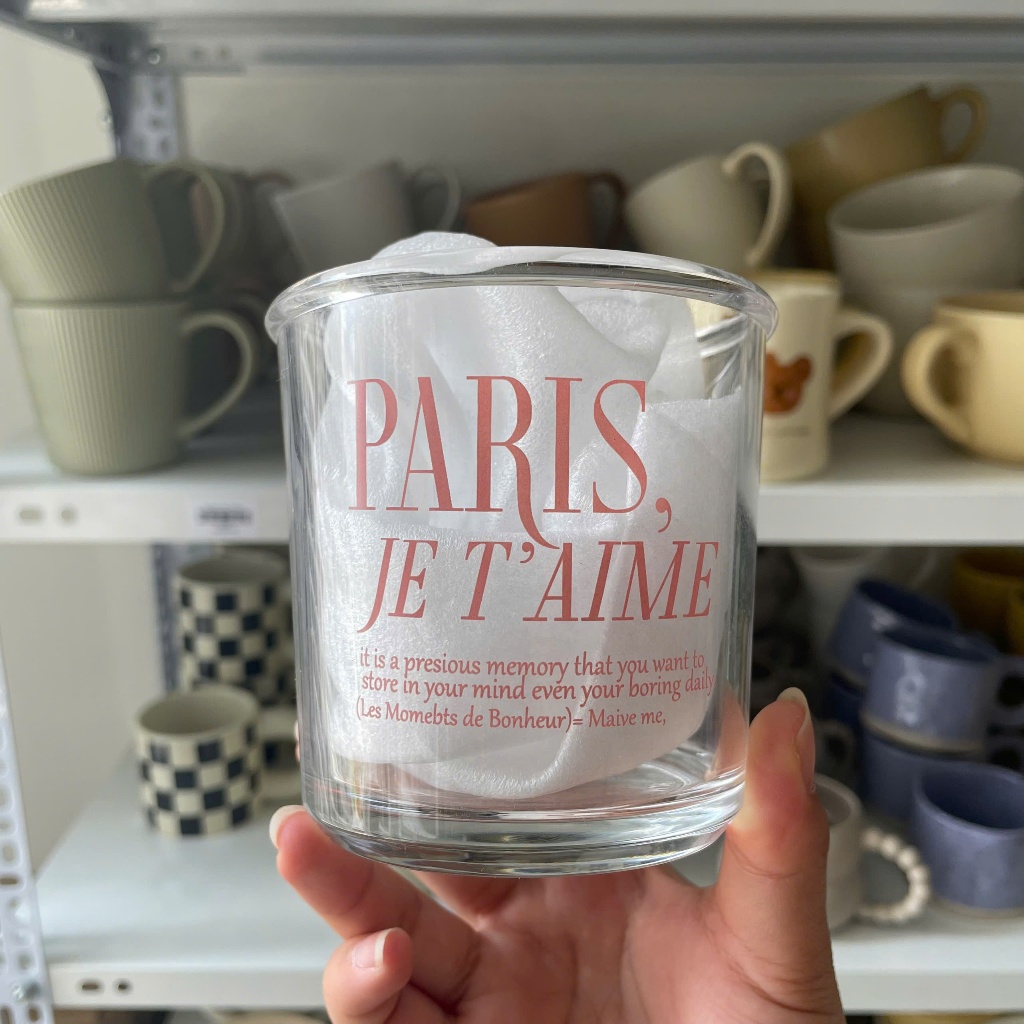 PARIS,
JE T'AIME
it is a presious memory that you want to,
store in your mind even your boring daily
(Les Momebts de Bonheur)= Maive me,